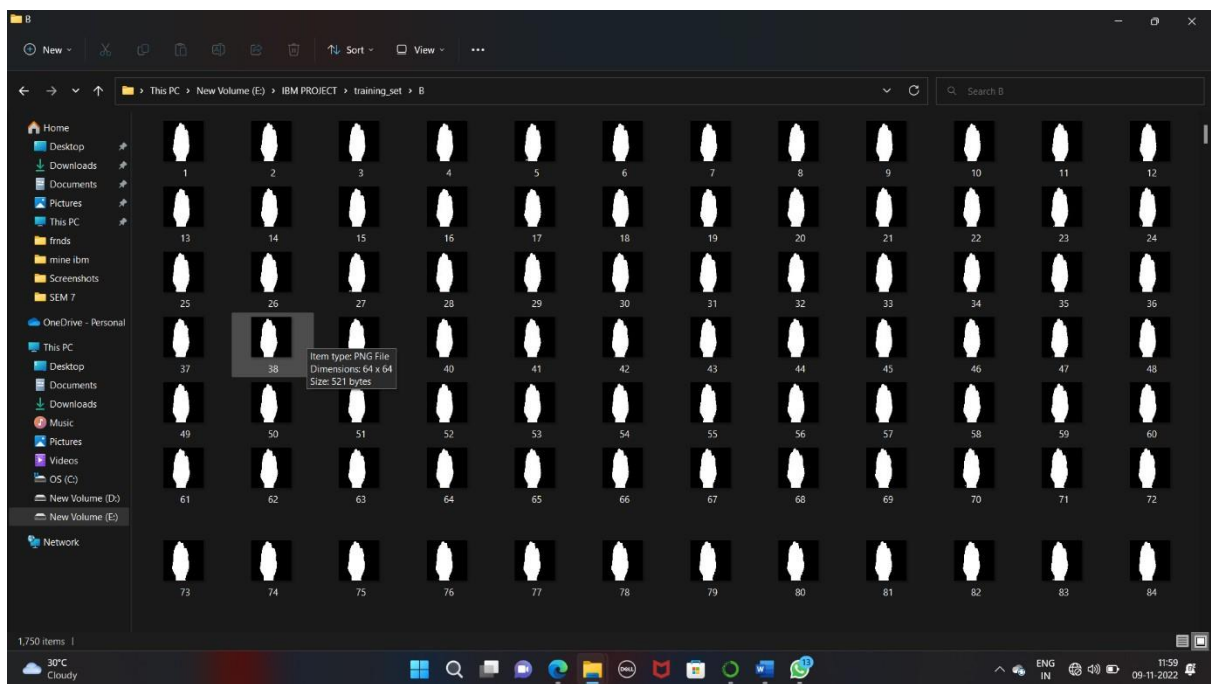 B
New
Sort
View
This PC > New Volume (E:) > IBM PROJECT > training_set > B
Search B
Home
Desktop
Downloads
Documents
Pictures
This PC
frnds
mine ibm
Screenshots
SEM 7
OneDrive - Personal
This PC
Desktop
Documents
Downloads
Music
Pictures
Videos
OS (C:)
New Volume (D:)
New Volume (E:)
Network
1 2 3 4 5 6 7 8 9 10 11 12
13 14 15 16 17 18 19 20 21 22 23 24
25 26 27 28 29 30 31 32 33 34 35 36
37 38 40 41 42 43 44 45 46 47 48
Item type: PNG File
Dimensions: 64 x 64
Size: 521 bytes
49 50 51 52 53 54 55 56 57 58 59 60
61 62 63 64 65 66 67 68 69 70 71 72
73 74 75 76 77 78 79 80 81 82 83 84
1,750 items
30°C
Cloudy
DELL
W
13
ENG
IN
11:59
09-11-2022